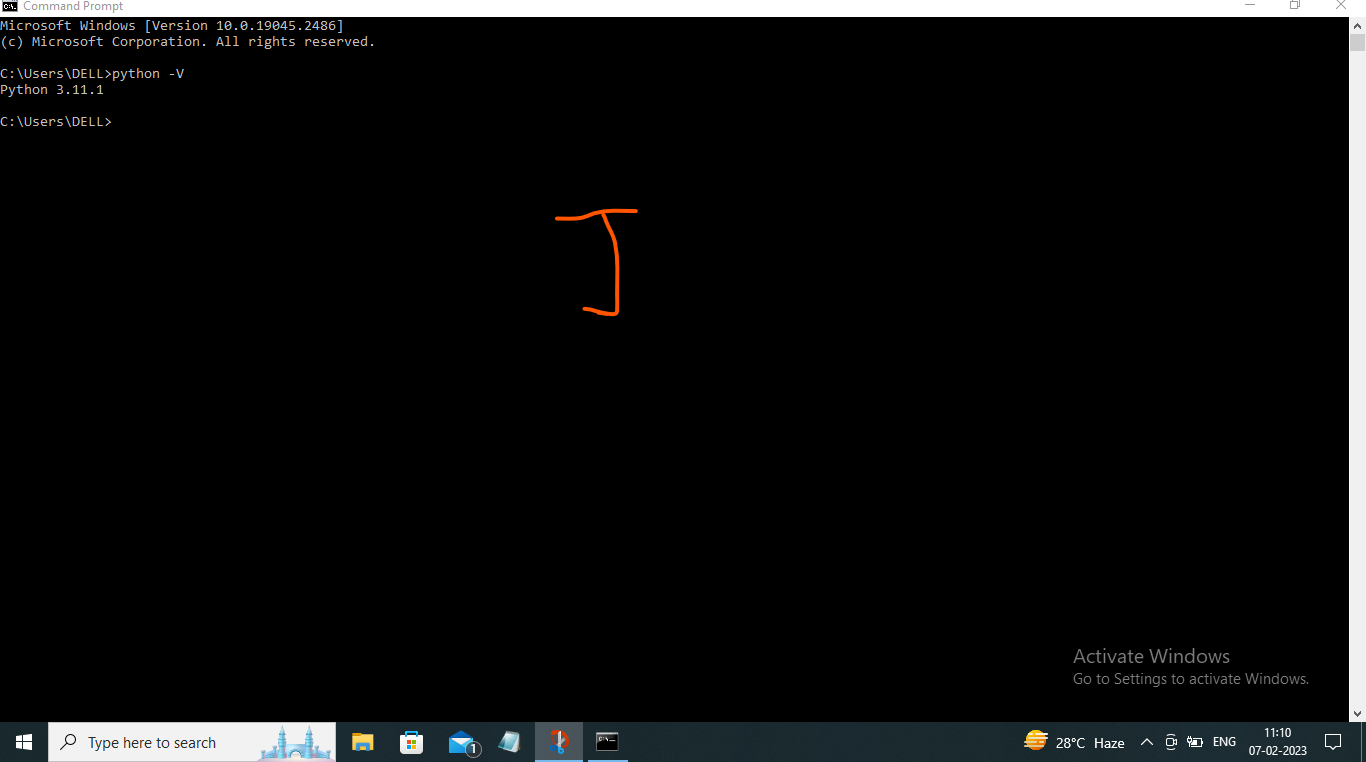 Command Prompt
Microsoft Windows [Version 10.0.19045.2486]
(c) Microsoft Corporation. All rights reserved.
C:\Users\DELL>python -V
Python 3.11.1
C:\Users\DELL>
J
Activate Windows
Go to Settings to activate Windows.
Type here to search
1
28°C Haze
ENG
11:10
07-02-2023